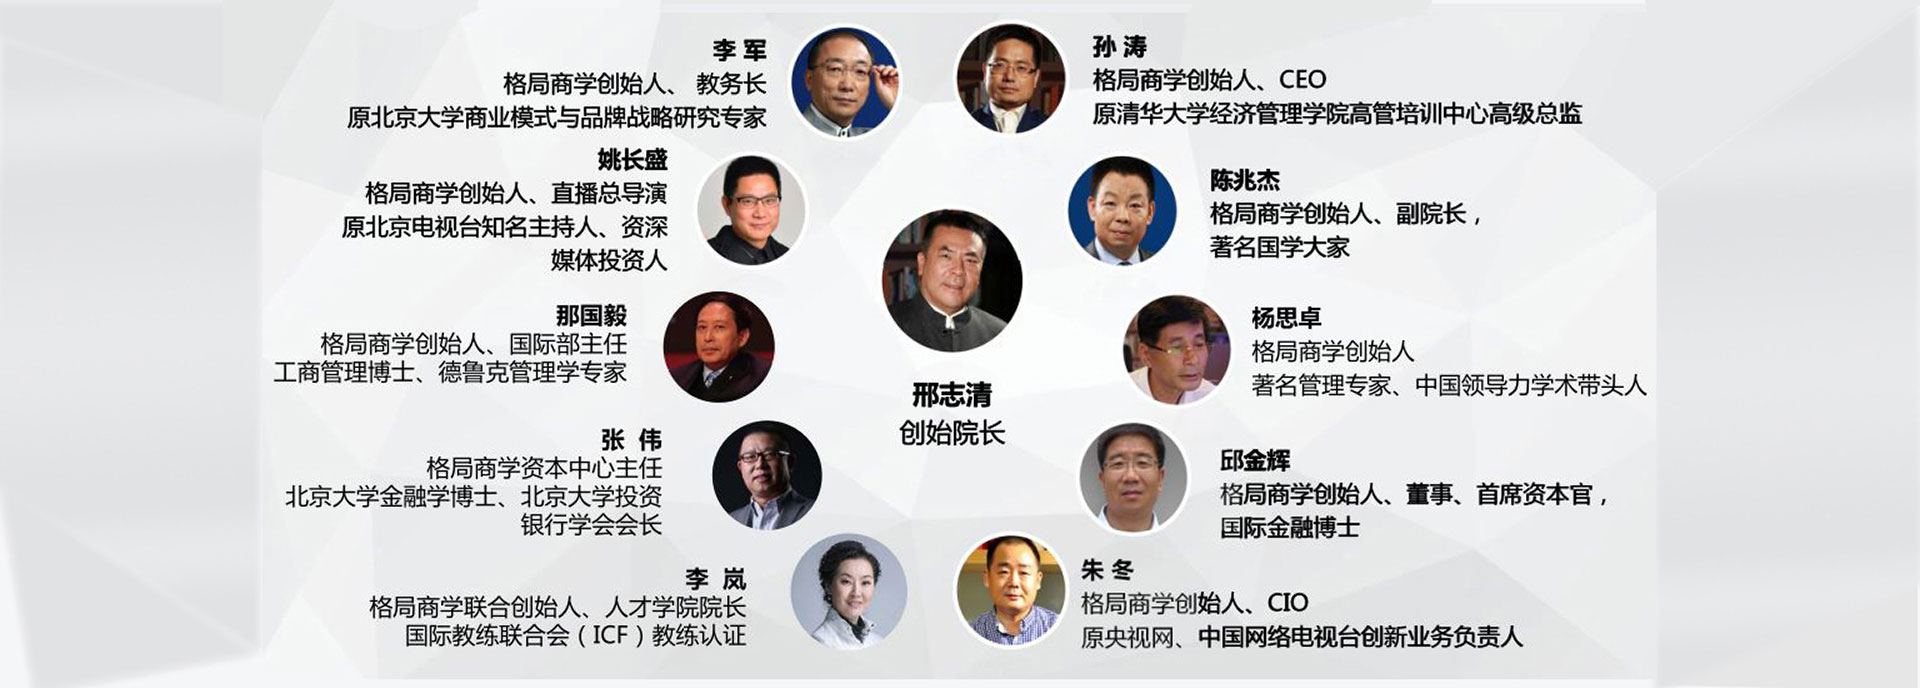 李 军
格局商学创始人、 教务长
原北京大学商业模式与品牌战略研究专家
孙 涛
格局商学创始人、CEO
原清华大学经济管理学院高管培训中心高级总监
姚长盛
格局商学创始人、直播总导演
原北京电视台知名主持人、资深
媒体投资人
陈兆杰
格局商学创始人、副院长，
著名国学大家
那国毅
格局商学创始人、国际部主任
工商管理博士、德鲁克管理学专家
杨思卓
格局商学创始人
著名管理专家、中国领导力学术带头人
邢志清
创始院长
张 伟
格局商学资本中心主任
北京大学金融学博士、北京大学投资
银行学会会长
邱金辉
格局商学创始人、董事、首席资本官，
国际金融博士
李 岚
格局商学联合创始人、人才学院院长
国际教练联合会（ICF）教练认证
朱 冬
格局商学创始人、CIO
原央视网、中国网络电视台创新业务负责人